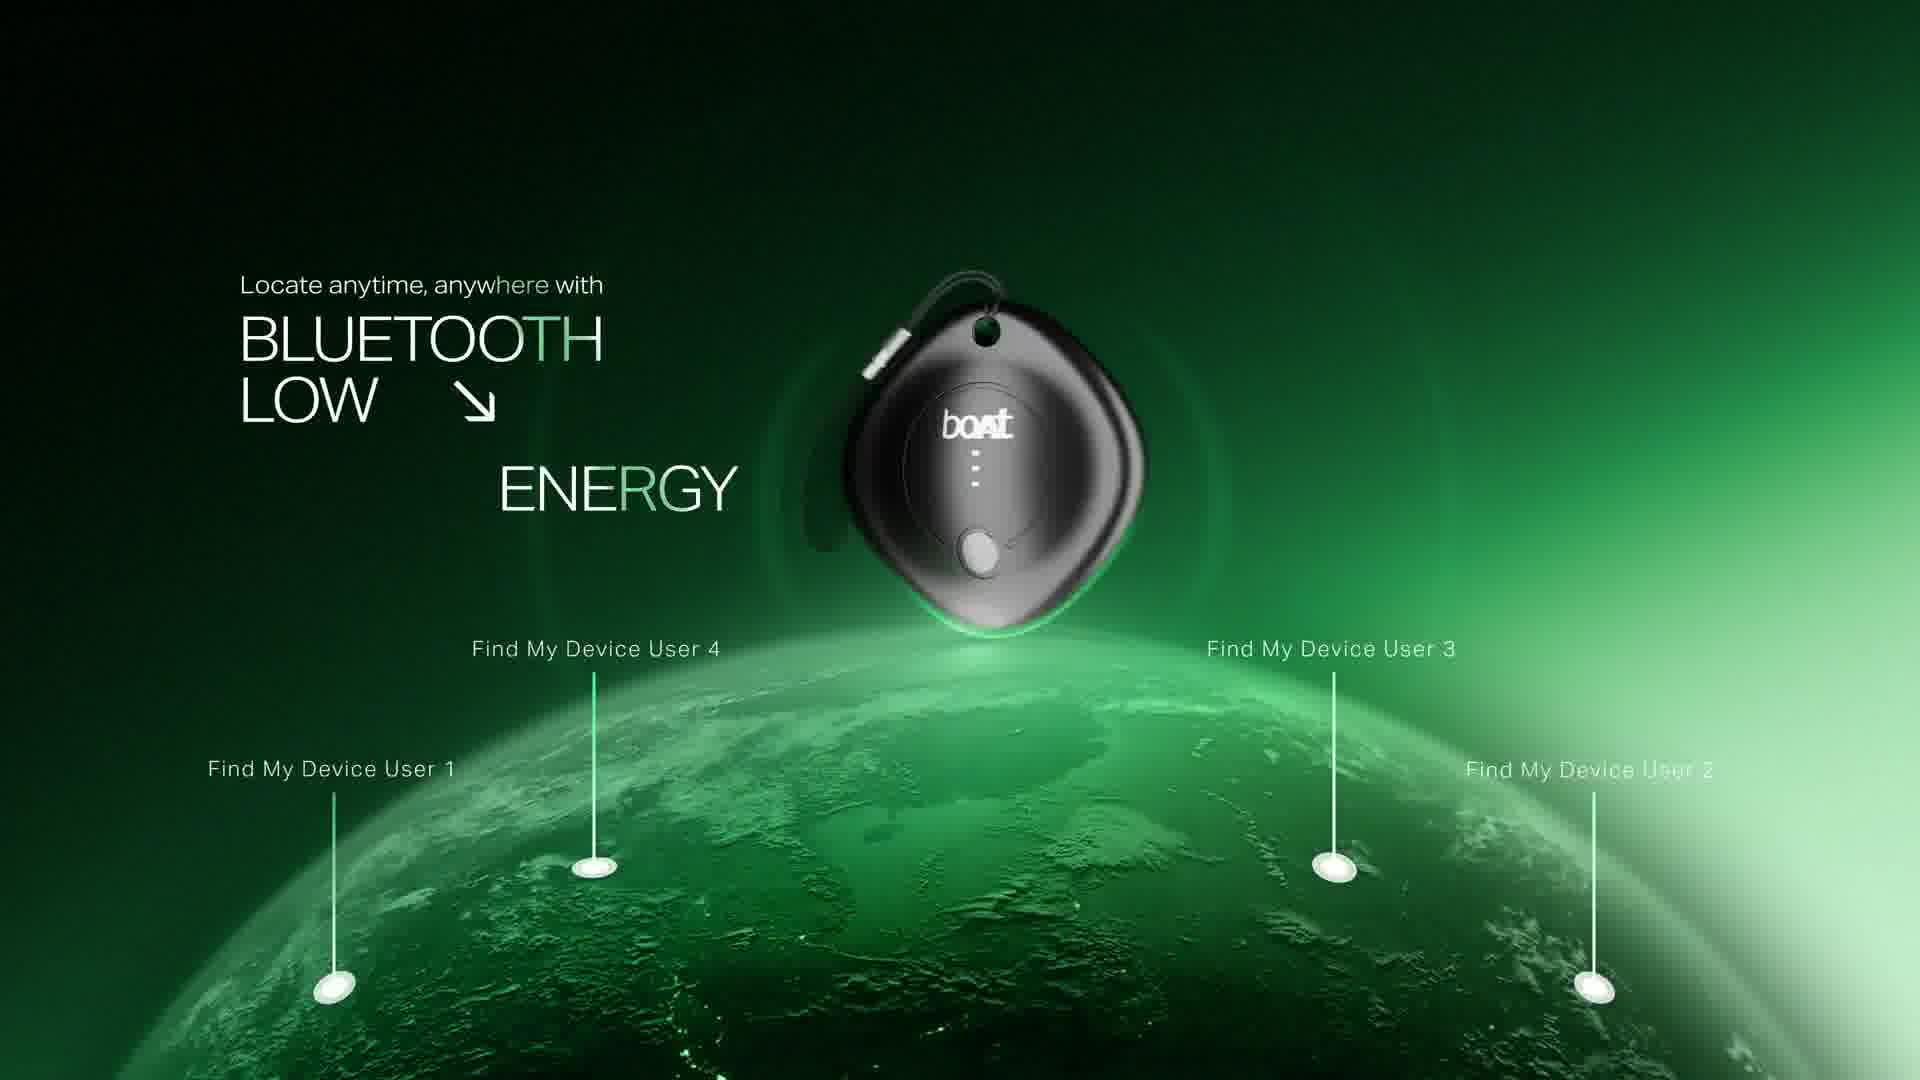 Locate anytime, anywhere with
BLUETOOTH
LOW
ENERGY
boAt
Find My Device User 4
Find My Device User 3
Find My Device User 1
Find My Device User 2